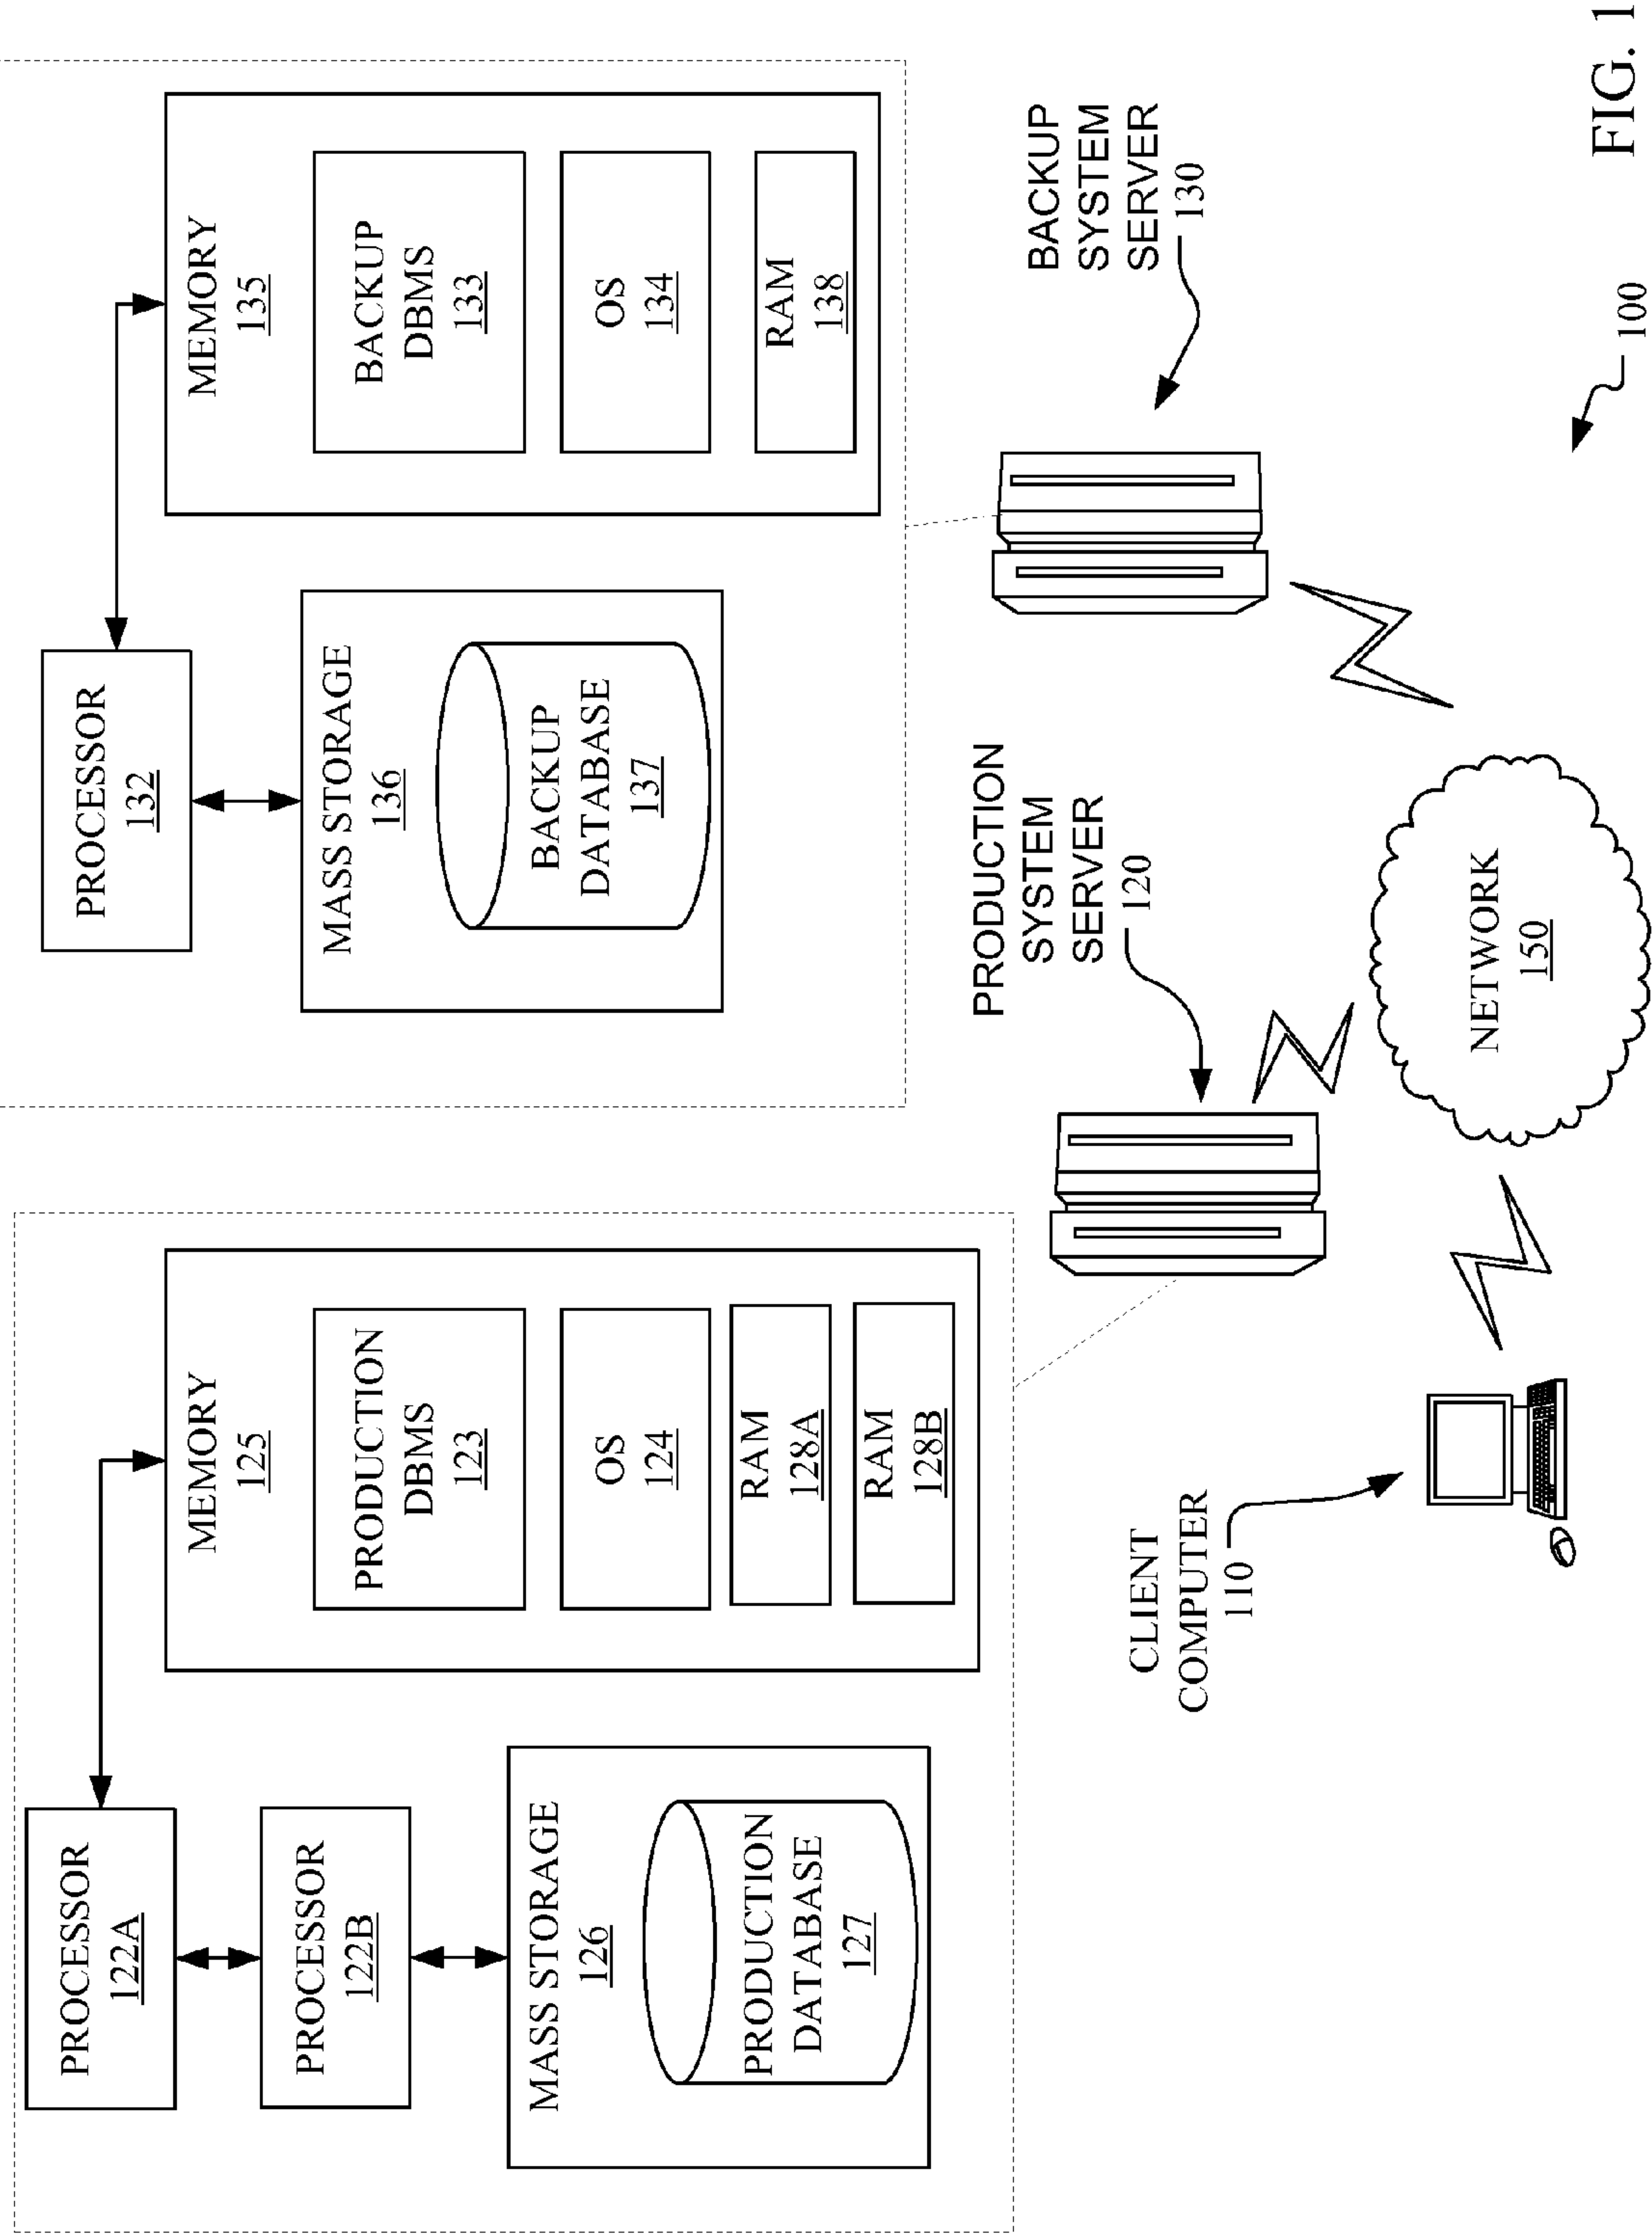 PROCESSOR
122A
PROCESSOR
122B
MASS STORAGE
126
PRODUCTION
DATABASE
127
MEMORY
125
PRODUCTION
DBMS
123
OS
124
RAM
128A
RAM
128B
PROCESSOR
132
MASS STORAGE
136
BACKUP
DATABASE
137
MEMORY
135
BACKUP
DBMS
133
OS
134
RAM
138
CLIENT
COMPUTER
110
PRODUCTION
SYSTEM
SERVER
120
BACKUP
SYSTEM
SERVER
130
NETWORK
150
100
FIG. 1